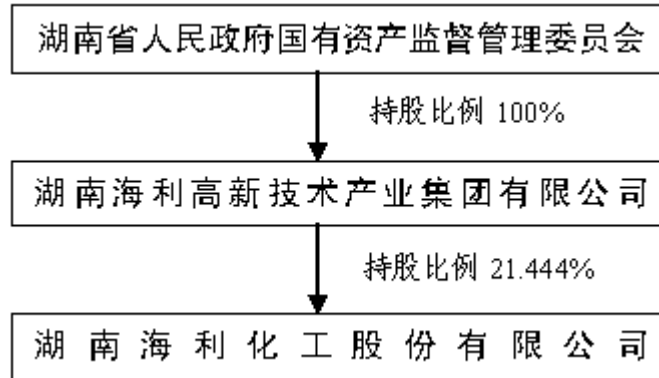 湖南省人民政府国有资产监督管理委员会
持股比例 100%
湖南海利高新技术产业集团有限公司
持股比例 21.444%
湖南海利化工股份有限公司